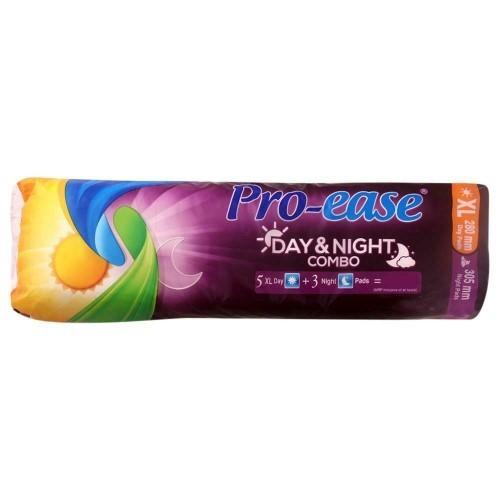 Pro-ease®
DAY & NIGHT
COMBO
5 XL Day + 3 Night Pads =
XL
280 mm
Day Pads
305 mm
Night Pads